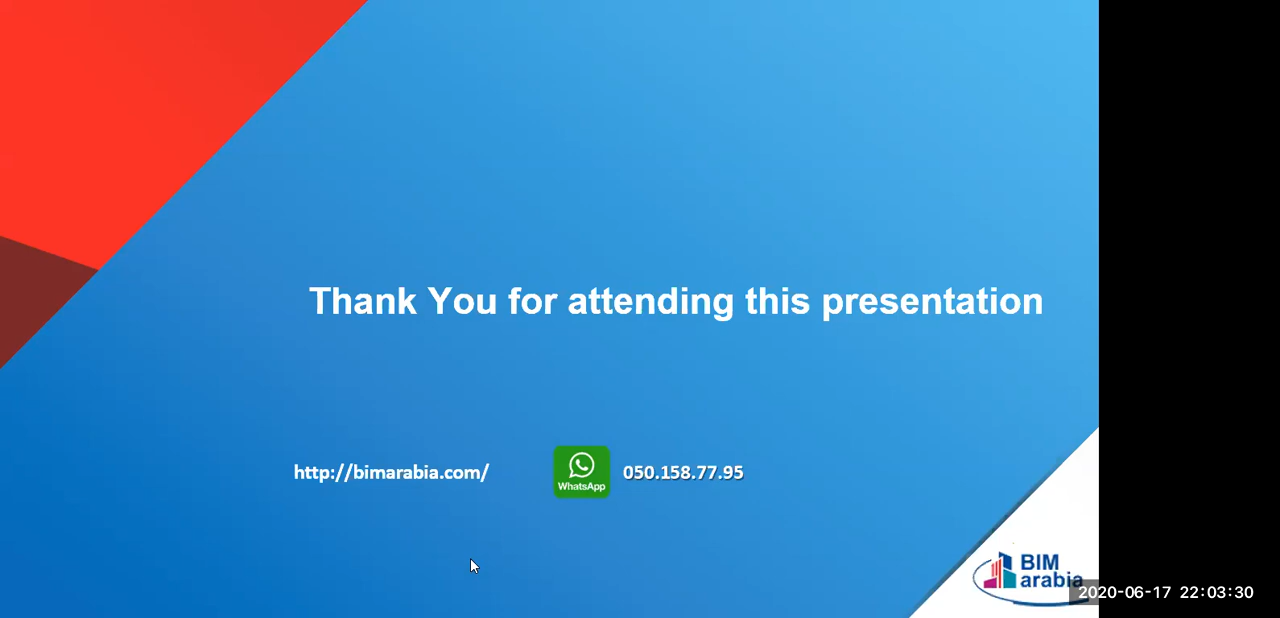 Thank You for attending this presentation
http://bimarabia.com/
WhatsApp
050.158.77.95
BIM
arabia
2020-06-17 22:03:30